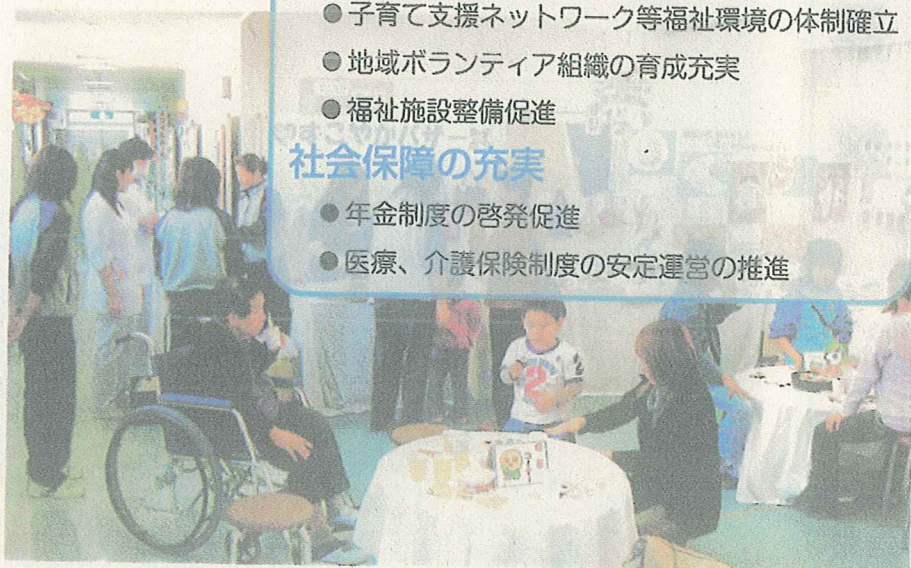 ●子育て支援ネットワーク等福祉環境の体制確立
●地域ボランティア組織の育成充実
●福祉施設整備促進
社会保障の充実
●年金制度の啓発促進
●医療、介護保険制度の安定運営の推進
2